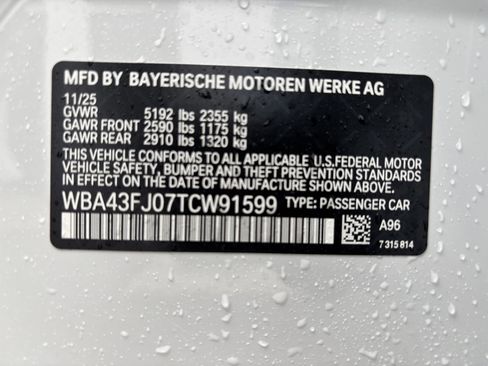 MFD BY BAYERISCHE MOTOREN WERKE AG
11/25
GVWR 5192 lbs 2355 kg
GAWR FRONT 2590 lbs 1175 kg
GAWR REAR 2910 lbs 1320 kg
THIS VEHICLE CONFORMS TO ALL APPLICABLE U.S.FEDERAL MOTOR
VEHICLE SAFETY, BUMPER AND THEFT PREVENTION STANDARDS
IN EFFECT ON THE DATE OF MANUFACTURE SHOWN ABOVE.
WBA43FJ07TCW91599 TYPE: PASSENGER CAR
A96
7 315 814